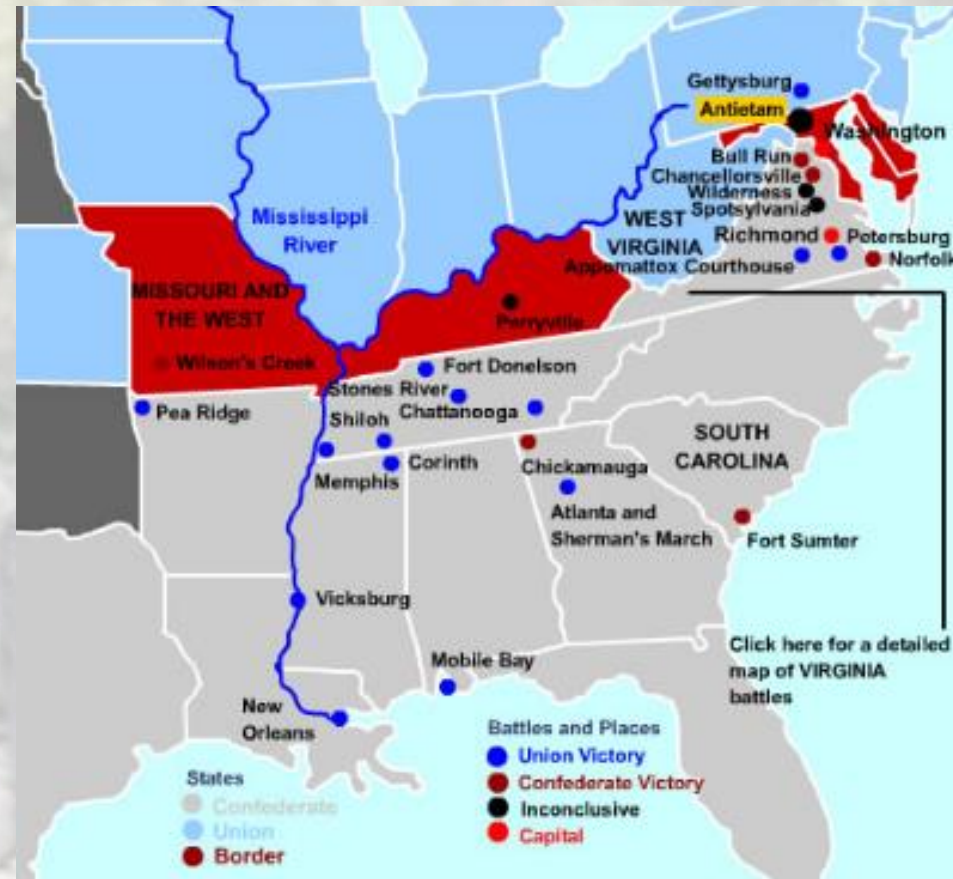 Gettysburg
Antietam
Washington
Bull Run
Chancellorsville
Wilderness
Spotsylvania
Mississippi
River
WEST
VIRGINIA
Richmond
Petersburg
Appomattox Courthouse
Norfolk
MISSOURI AND
THE WEST
Perryville
Wilson's Creek
Fort Donelson
Stones River
Pea Ridge
Shiloh
Chattanooga
SOUTH
CAROLINA
Memphis
Corinth
Chickamauga
Atlanta and
Sherman's March
Fort Sumter
Vicksburg
Click here for a detailed
map of VIRGINIA
battles
Mobile Bay
New
Orleans
Battles and Places
Union Victory
Confederate Victory
Inconclusive
Capital
States
Confederate
Union
Border